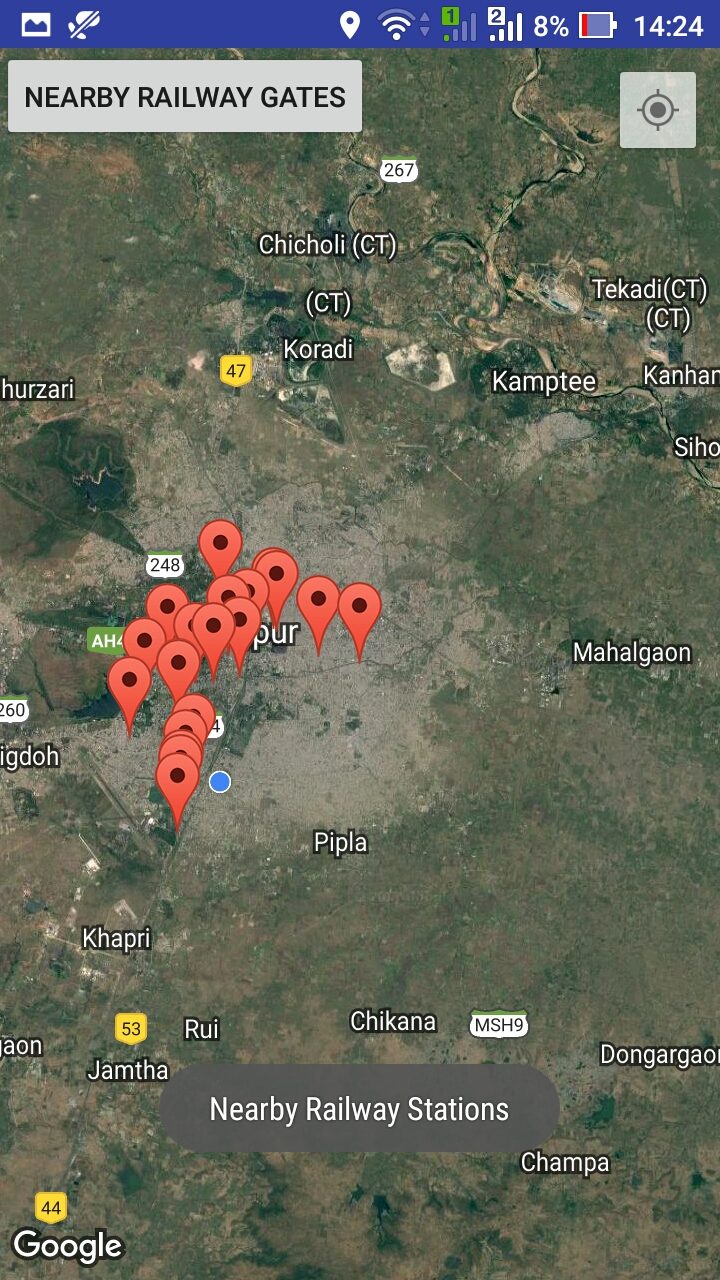 1
2
8%
14:24
NEARBY RAILWAY GATES
267
Chicholi (CT)
Tekadi(CT)
(CT)
(CT)
Koradi
47
Kamptee
Kanhan
hurzari
Siho
248
AH4
pur
Mahalgaon
260
4
igdoh
Pipla
Khapri
Chikana
MSH9
53
Rui
gaon
Dongargaon
Jamtha
Nearby Railway Stations
Champa
44
Google